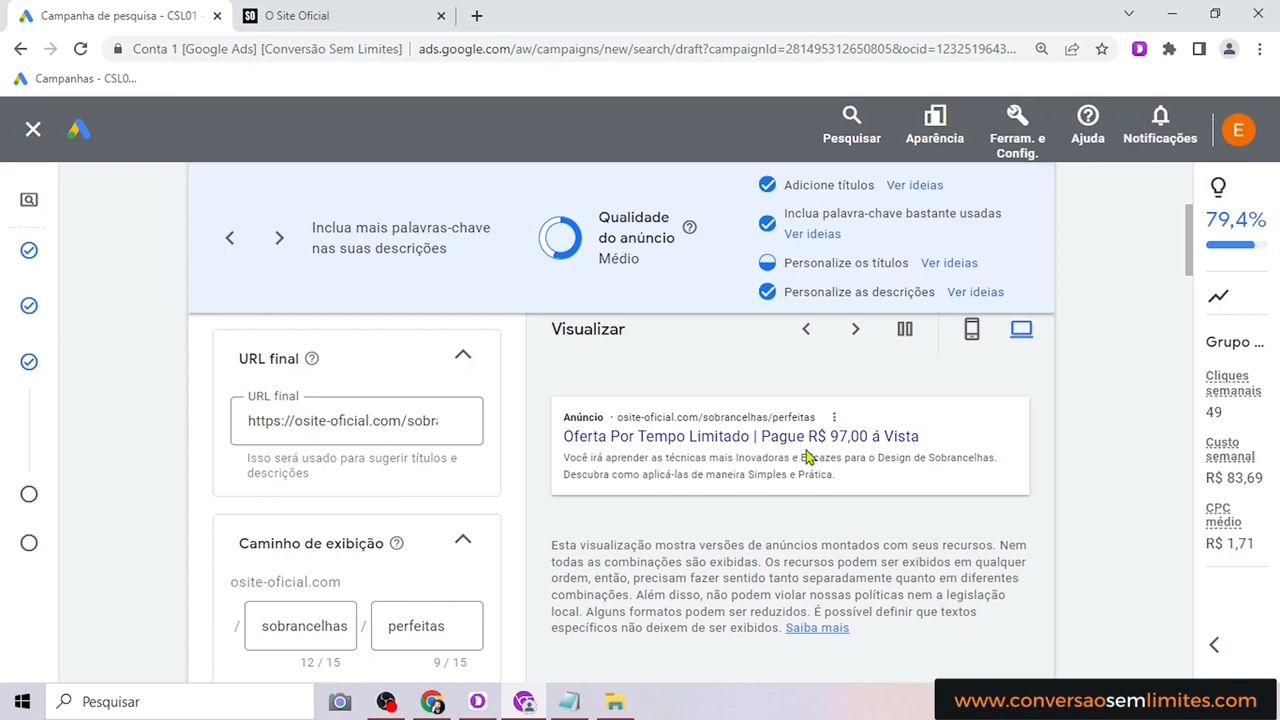 Campanha de pesquisa - CSL01 -
O Site Oficial
Conta 1 [Google Ads] [Conversão Sem Limites]
ads.google.com/aw/campaigns/new/search/draft?campaignId=281495312650805&ocid=1232519643...
Campanhas - CSL0...
Pesquisar
Aparência
Ferram. e
Config.
Ajuda
Notificações
E
Inclua mais palavras-chave
nas suas descrições
Qualidade
do anúncio
Médio
Adicione títulos Ver ideias
Inclua palavra-chave bastante usadas
Ver ideias
Personalize os títulos Ver ideias
Personalize as descrições Ver ideias
79,4%
Grupo ...
Cliques
semanais
49
Custo
semanal
R$ 83,69
CPC
médio
R$ 1,71
URL final
URL final
https://osite-oficial.com/sobra
Isso será usado para sugerir títulos e
descrições
Caminho de exibição
osite-oficial.com
/ sobrancelhas / perfeitas
12 / 15
9 / 15
Visualizar
Anúncio · osite-oficial.com/sobrancelhas/perfeitas
Oferta Por Tempo Limitado | Pague R$ 97,00 á Vista
Você irá aprender as técnicas mais Inovadoras e Eficazes para o Design de Sobrancelhas.
Descubra como aplicá-las de maneira Simples e Prática.
Esta visualização mostra versões de anúncios montados com seus recursos. Nem
todas as combinações são exibidas. Os recursos podem ser exibidos em qualquer
ordem, então, precisam fazer sentido tanto separadamente quanto em diferentes
combinações. Além disso, não podem violar nossas políticas nem a legislação
local. Alguns formatos podem ser reduzidos. É possível definir que textos
específicos não deixem de ser exibidos. Saiba mais
Pesquisar
www.conversaosemlimites.com